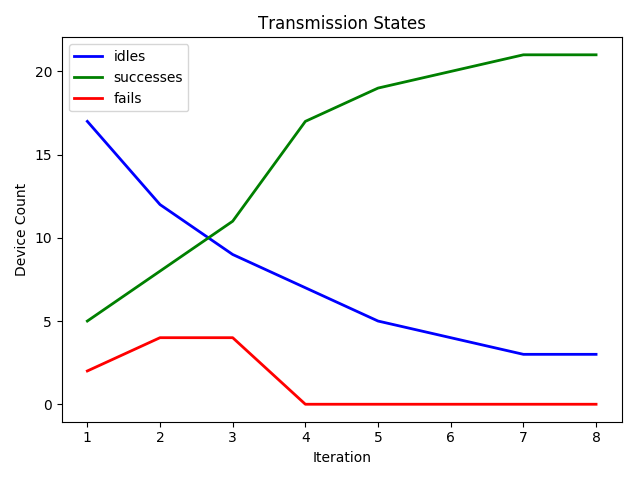 Transmission States
idles
successes
fails
Device Count
20
15
10
5
0
1 2 3 4 5 6 7 8
Iteration